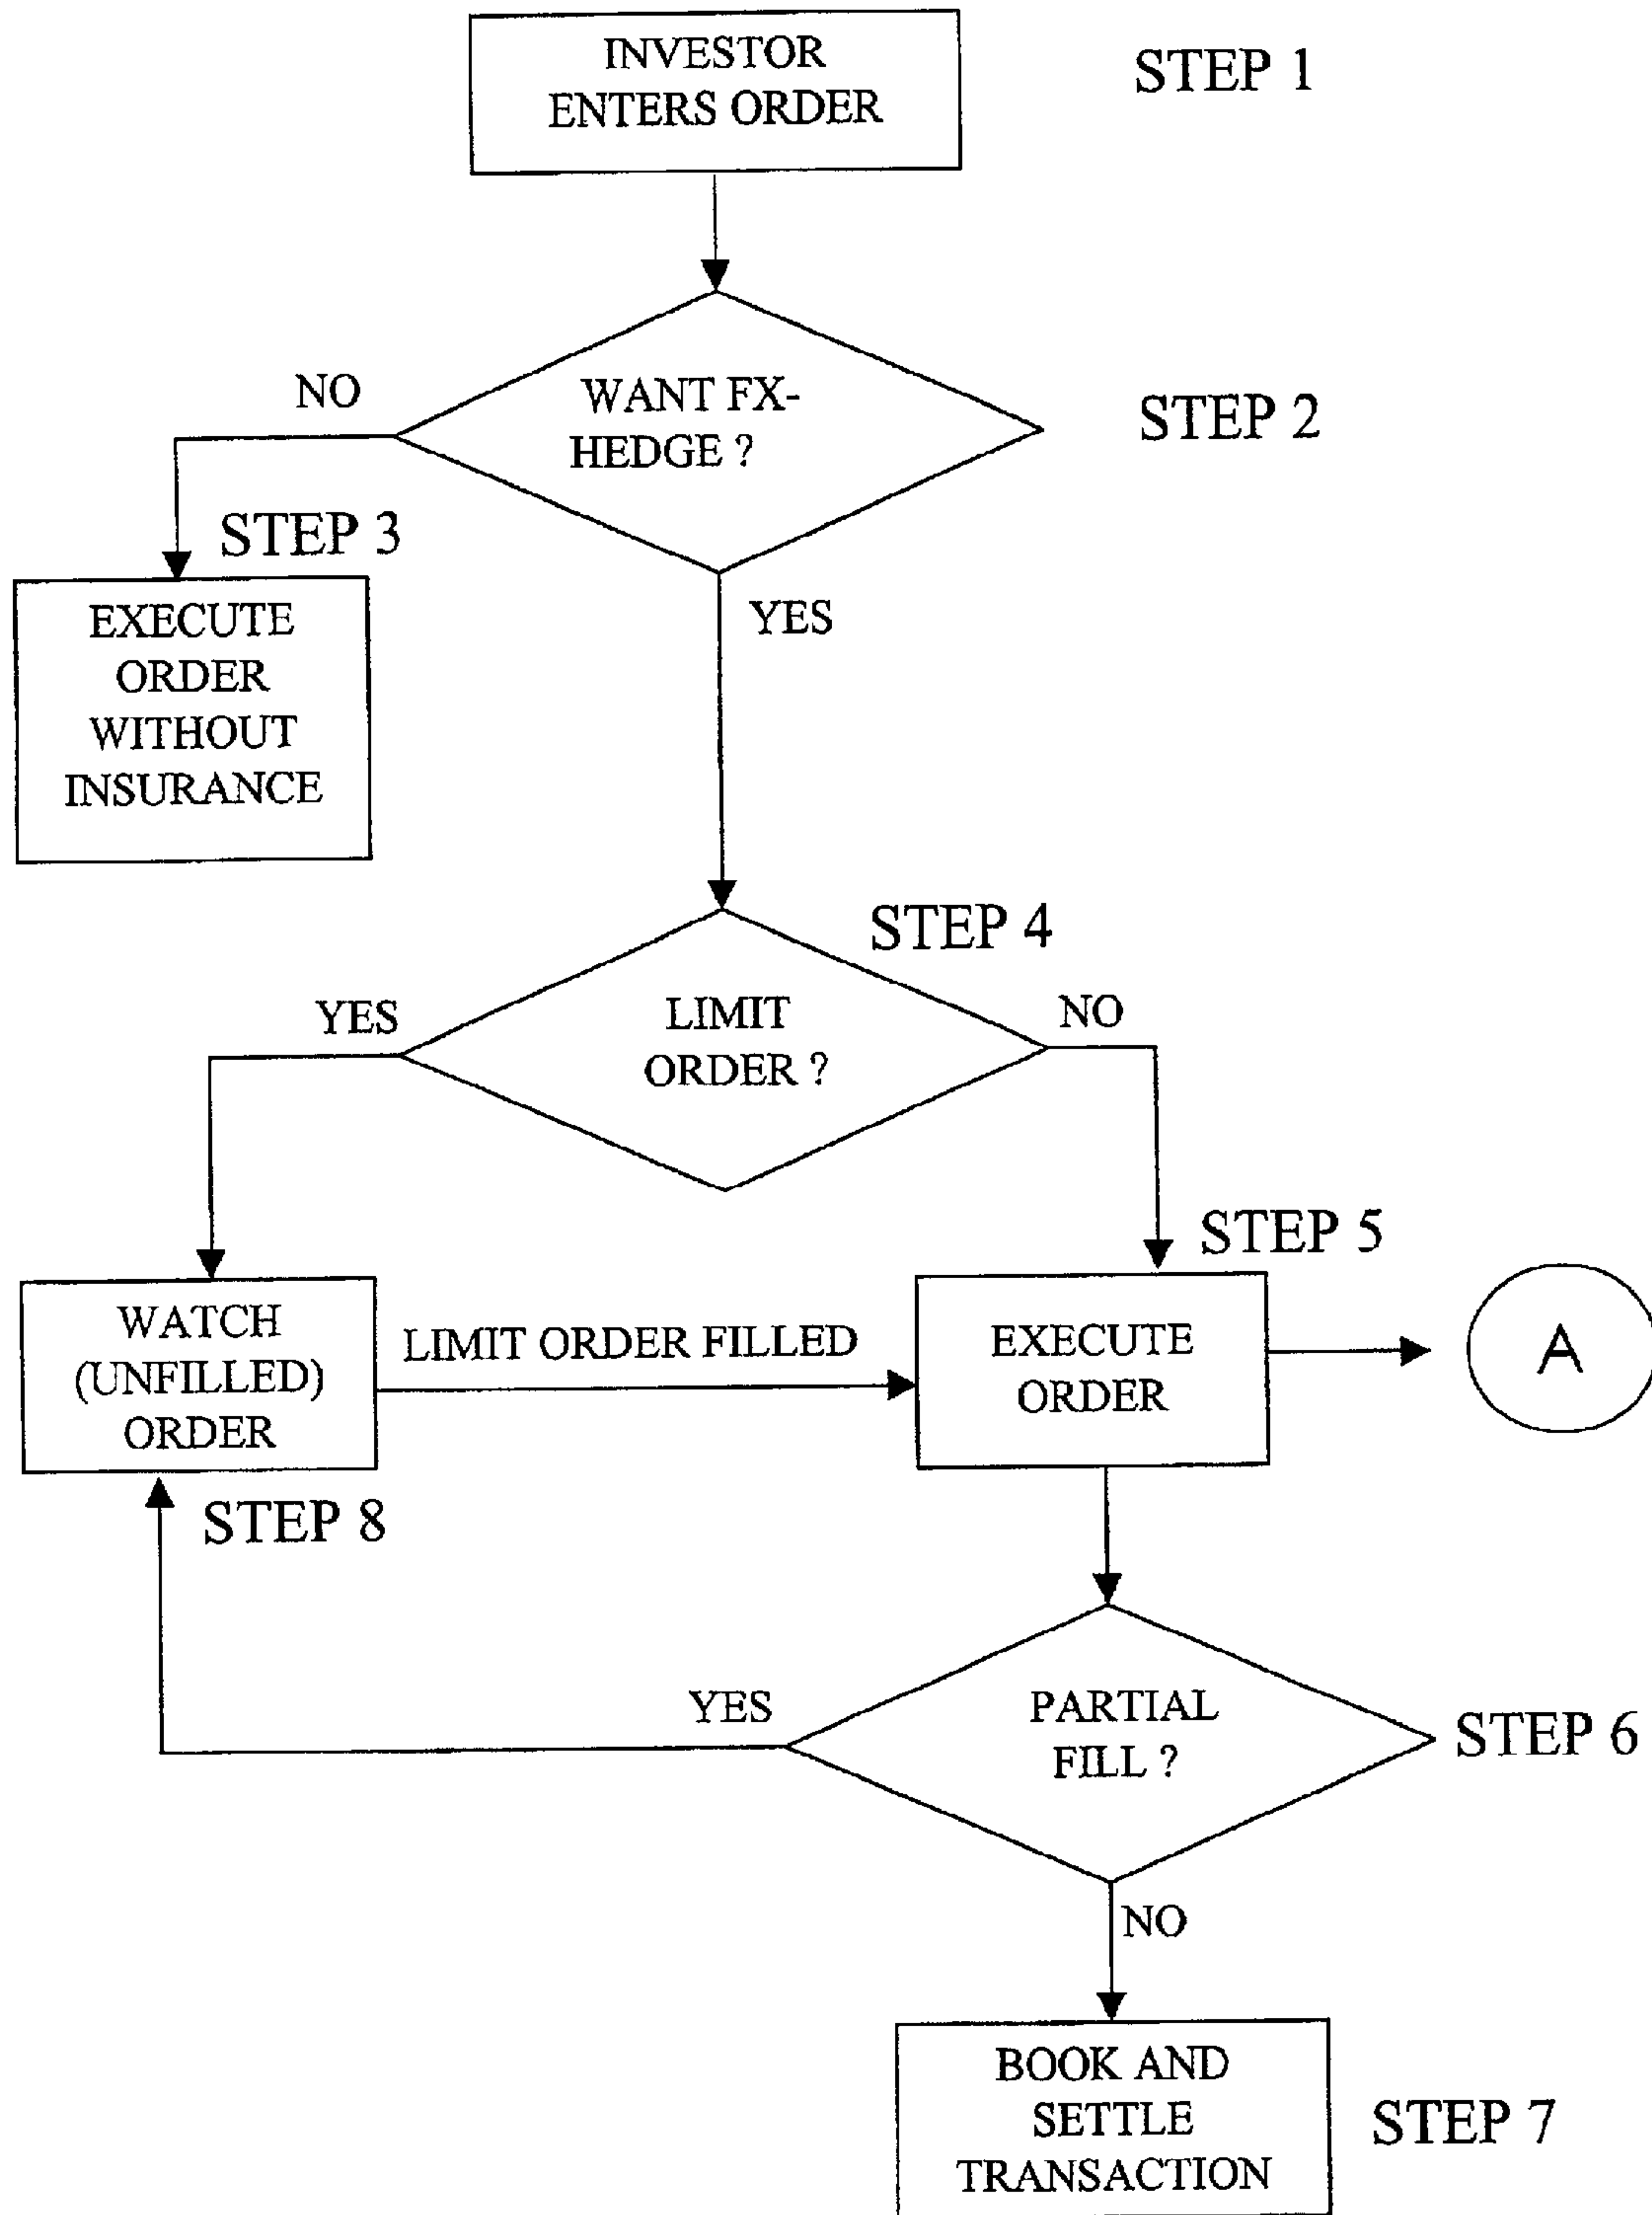 INVESTOR
ENTERS ORDER
STEP 1
NO
WANT FX-
HEDGE ?
STEP 2
STEP 3
EXECUTE
ORDER
WITHOUT
INSURANCE
YES
STEP 4
YES
LIMIT
ORDER ?
NO
STEP 5
WATCH
(UNFILLED)
ORDER
LIMIT ORDER FILLED
EXECUTE
ORDER
A
STEP 8
YES
PARTIAL
FILL ?
STEP 6
NO
BOOK AND
SETTLE
TRANSACTION
STEP 7